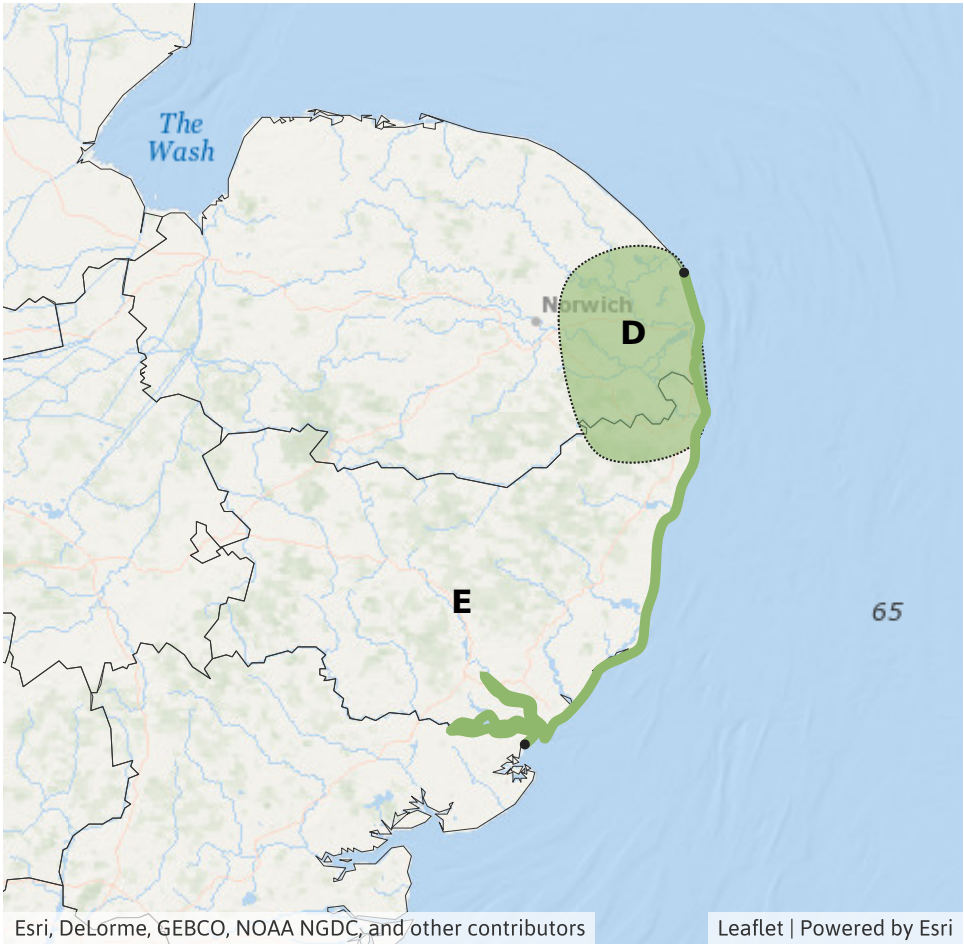 The
Wash
Norwich
D
E
65
Esri, DeLorme, GEBCO, NOAA NGDC, and other contributors
Leaflet | Powered by Esri